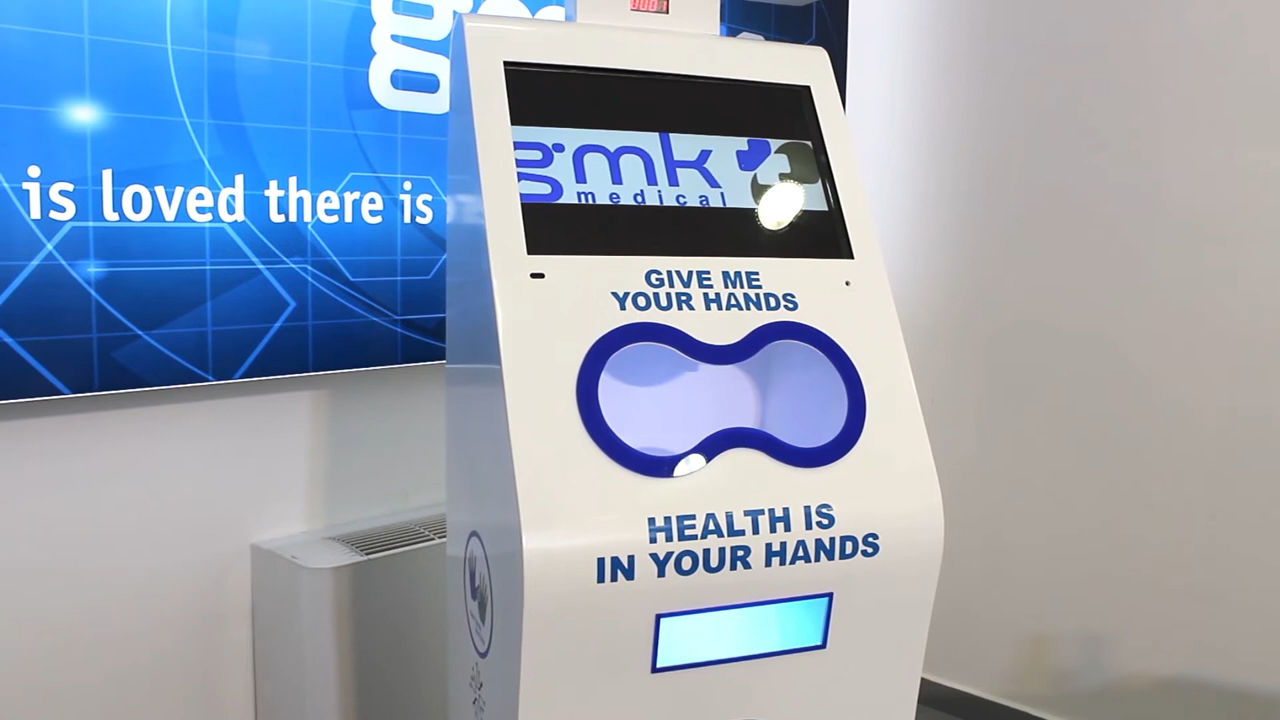 is loved there is
gmk
medical
GIVE ME
YOUR HANDS
HEALTH IS
IN YOUR HANDS